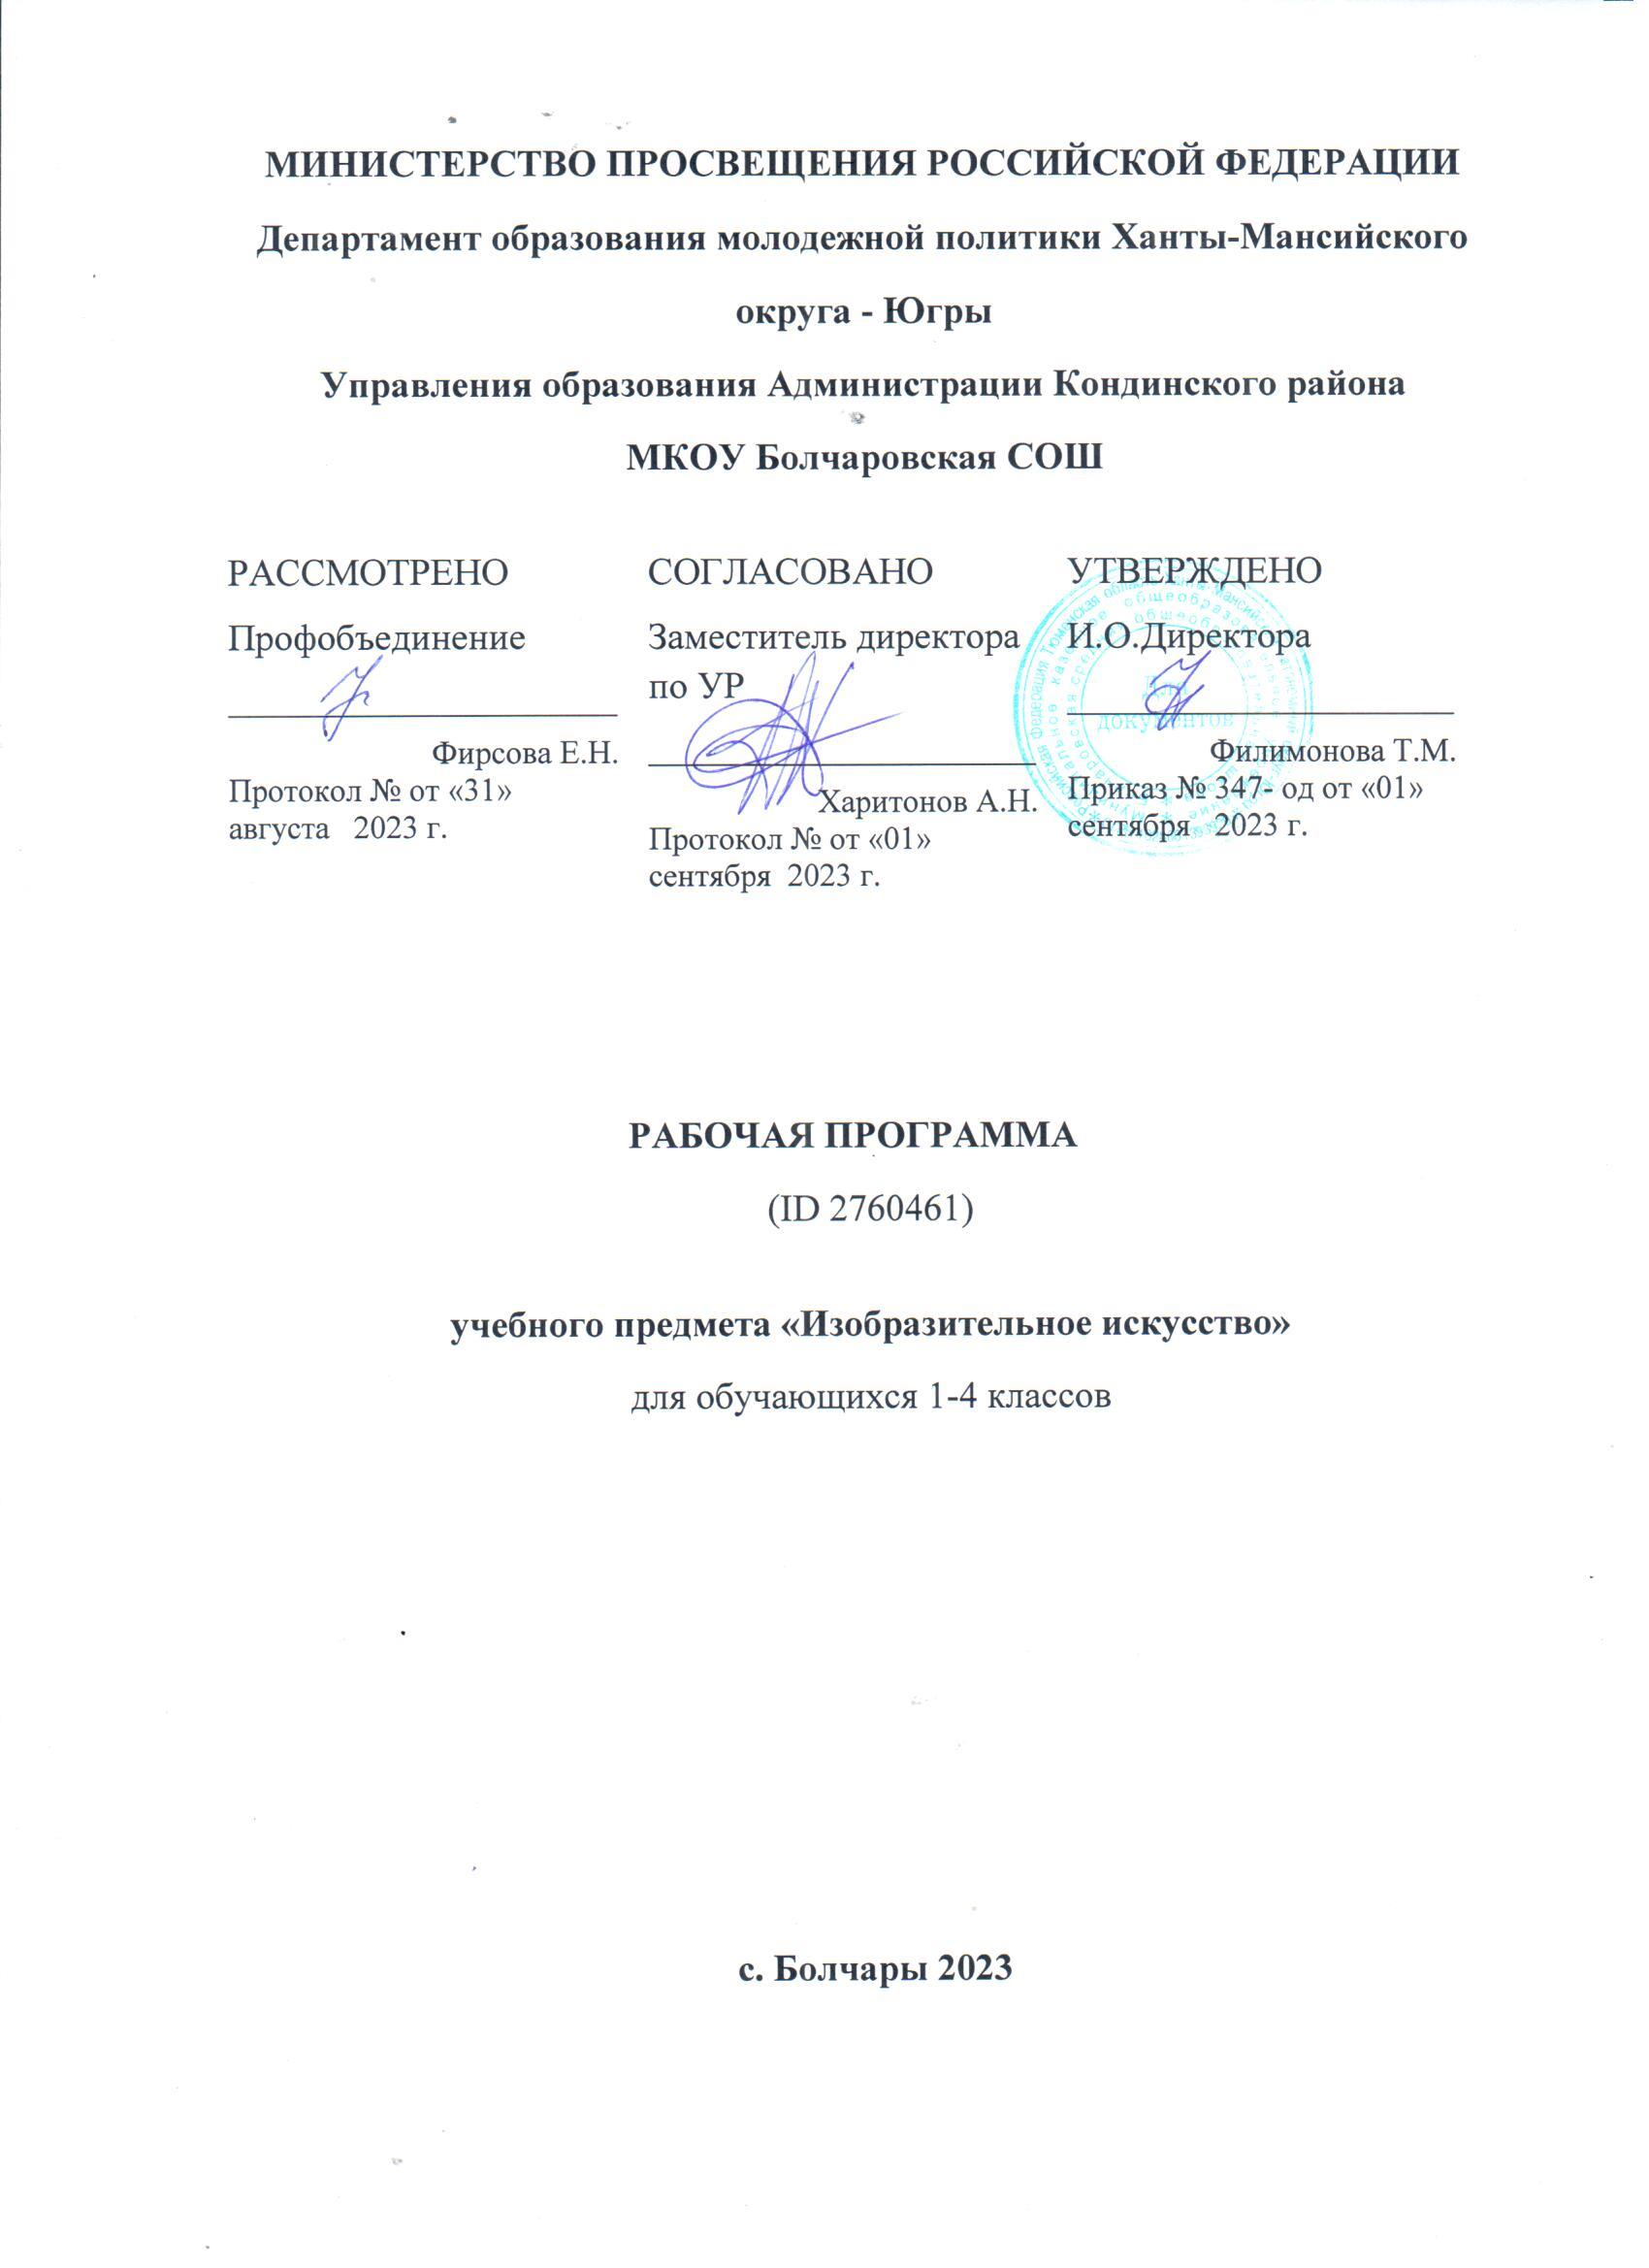 МИНИСТЕРСТВО ПРОСВЕЩЕНИЯ РОССИЙСКОЙ ФЕДЕРАЦИИ
Департамент образования молодежной политики Ханты-Мансийского
округа - Югры
Управления образования Администрации Кондинского района
МКОУ Болчаровская СОШ
РАССМОТРЕНО
Профобъединение
Фирсова Е.Н.
Протокол № от «31»
августа 2023 г.
СОГЛАСОВАНО
Заместитель директора
по УР
Харитонов А.Н.
Протокол № от «01»
сентября 2023 г.
УТВЕРЖДЕНО
И.О.Директора
Для
документов
Филимонова Т.М.
Приказ № 347- од от «01»
сентября 2023 г.
РАБОЧАЯ ПРОГРАММА
(ID 2760461)
учебного предмета «Изобразительное искусство»
для обучающихся 1-4 классов
с. Болчары 2023